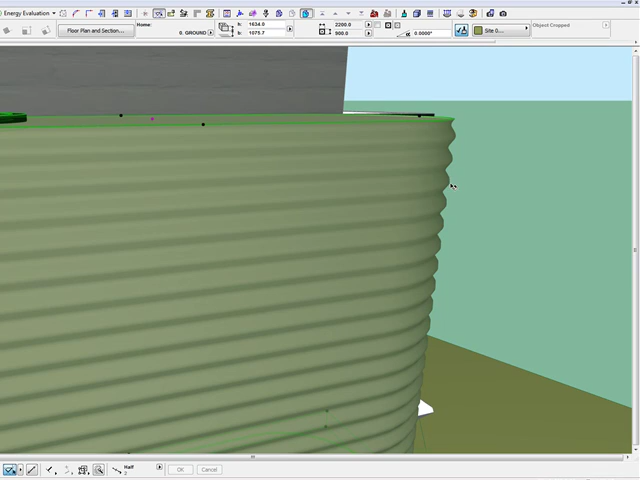 Energy Evaluation
Floor Plan and Section...
Home:
0. GROUND
h: 1634.0
b: 1075.7
2200.0
900.0
0.0000°
Site G...
Object Cropped
Half
2
OK
Cancel